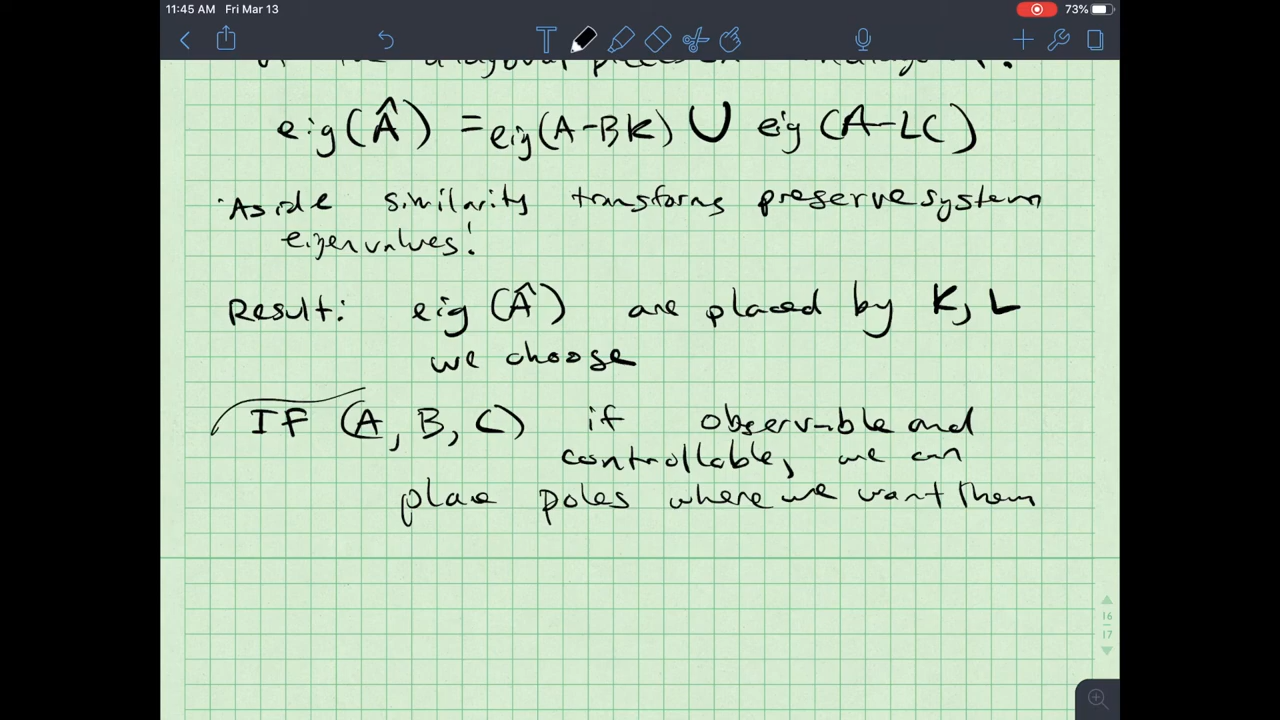 11:45 AM Fri Mar 13
73%
eig(Â) = eig(A-BK) ∪ eig(A-LC)
Aside similarity transforms preserve system
eigenvalues!
Result: eig(Â) are placed by K, L
we choose
IF (A, B, C) if observable and
controllable, we can
place poles where we want them
16
17